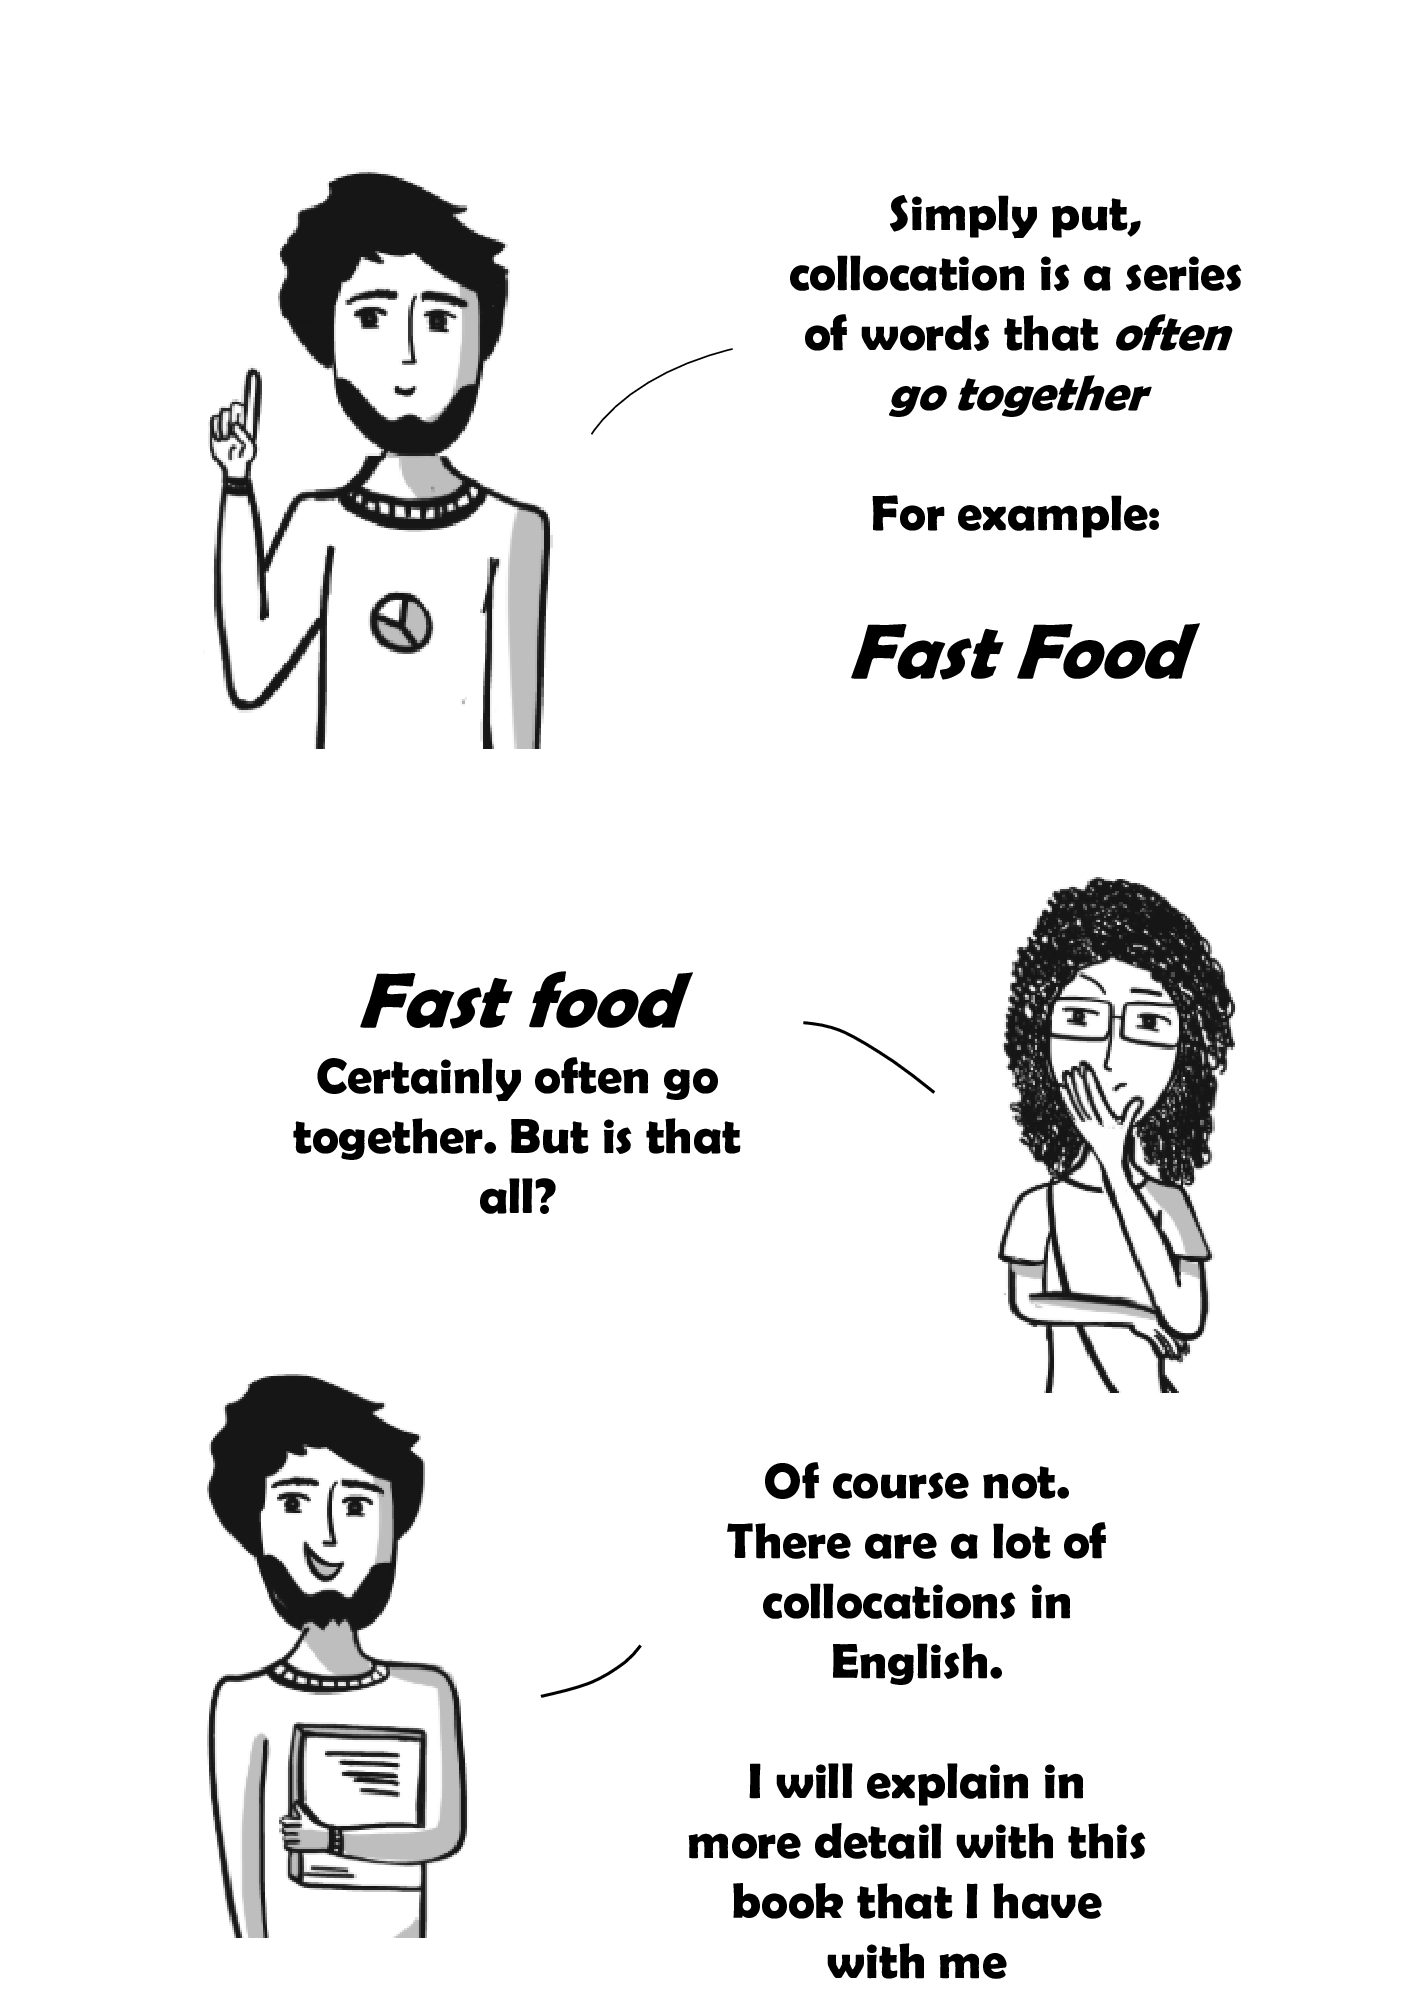 Simply put,
collocation is a series
of words that often
go together
For example:
Fast Food
Fast food
Certainly often go
together. But is that
all?
Of course not.
There are a lot of
collocations in
English.
I will explain in
more detail with this
book that I have
with me